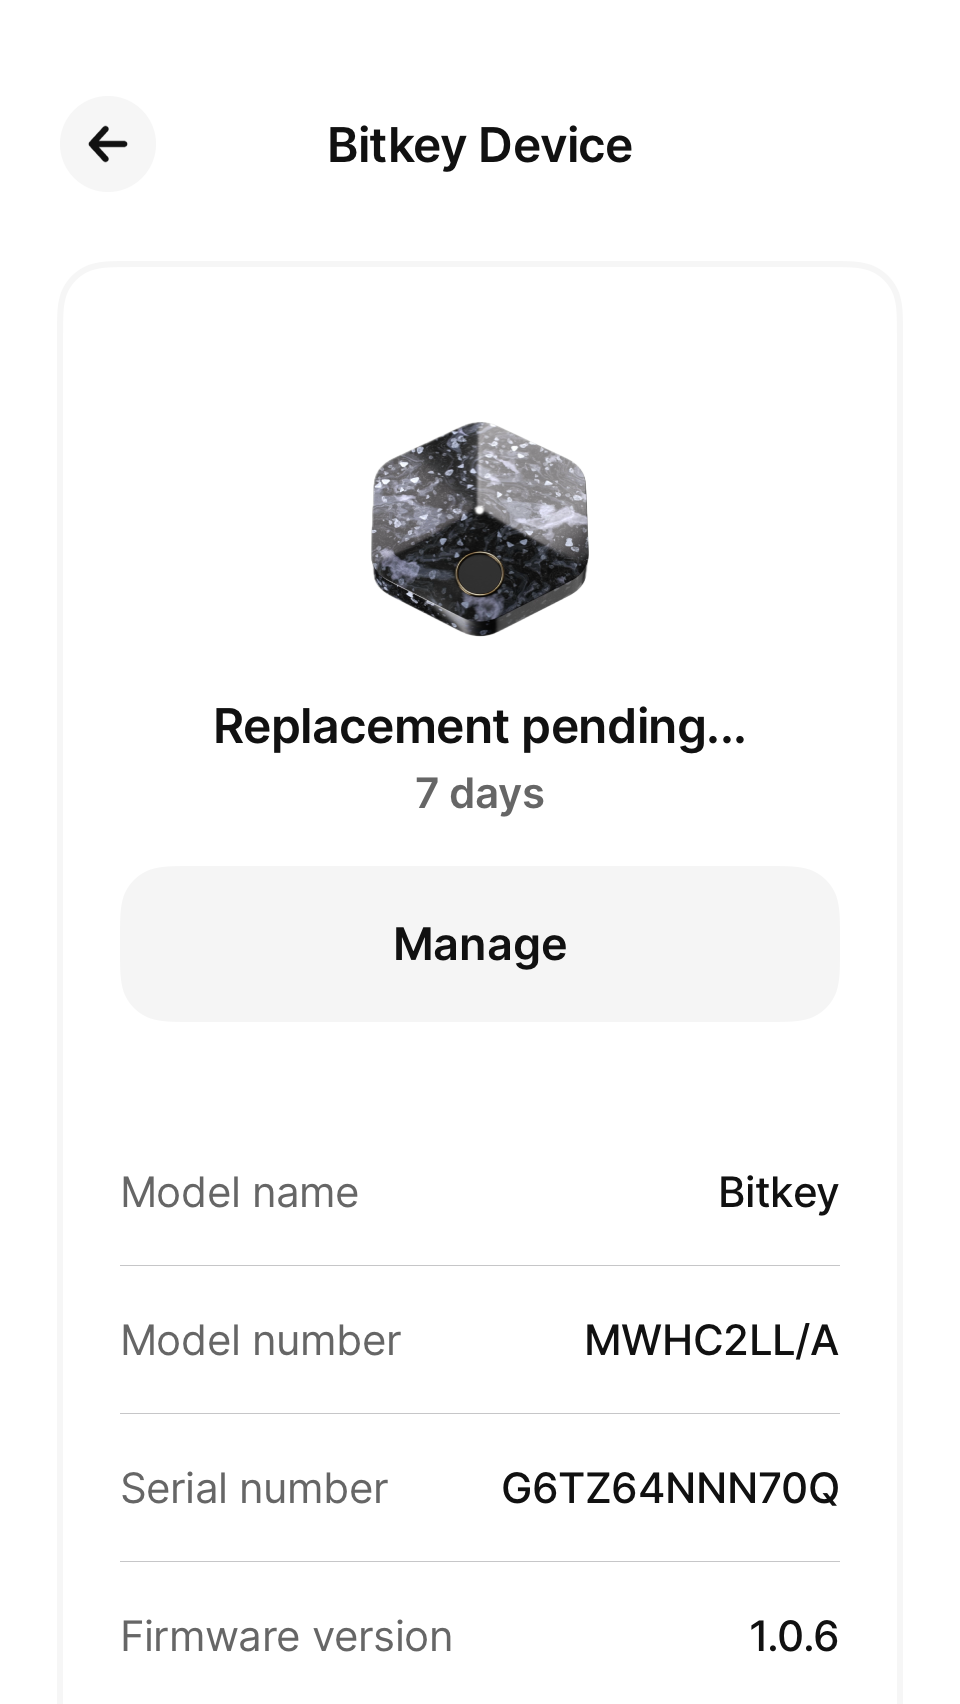 Bitkey Device
Replacement pending...
7 days
Manage
Model name Bitkey
Model number MWHC2LL/A
Serial number G6TZ64NNN70Q
Firmware version 1.0.6